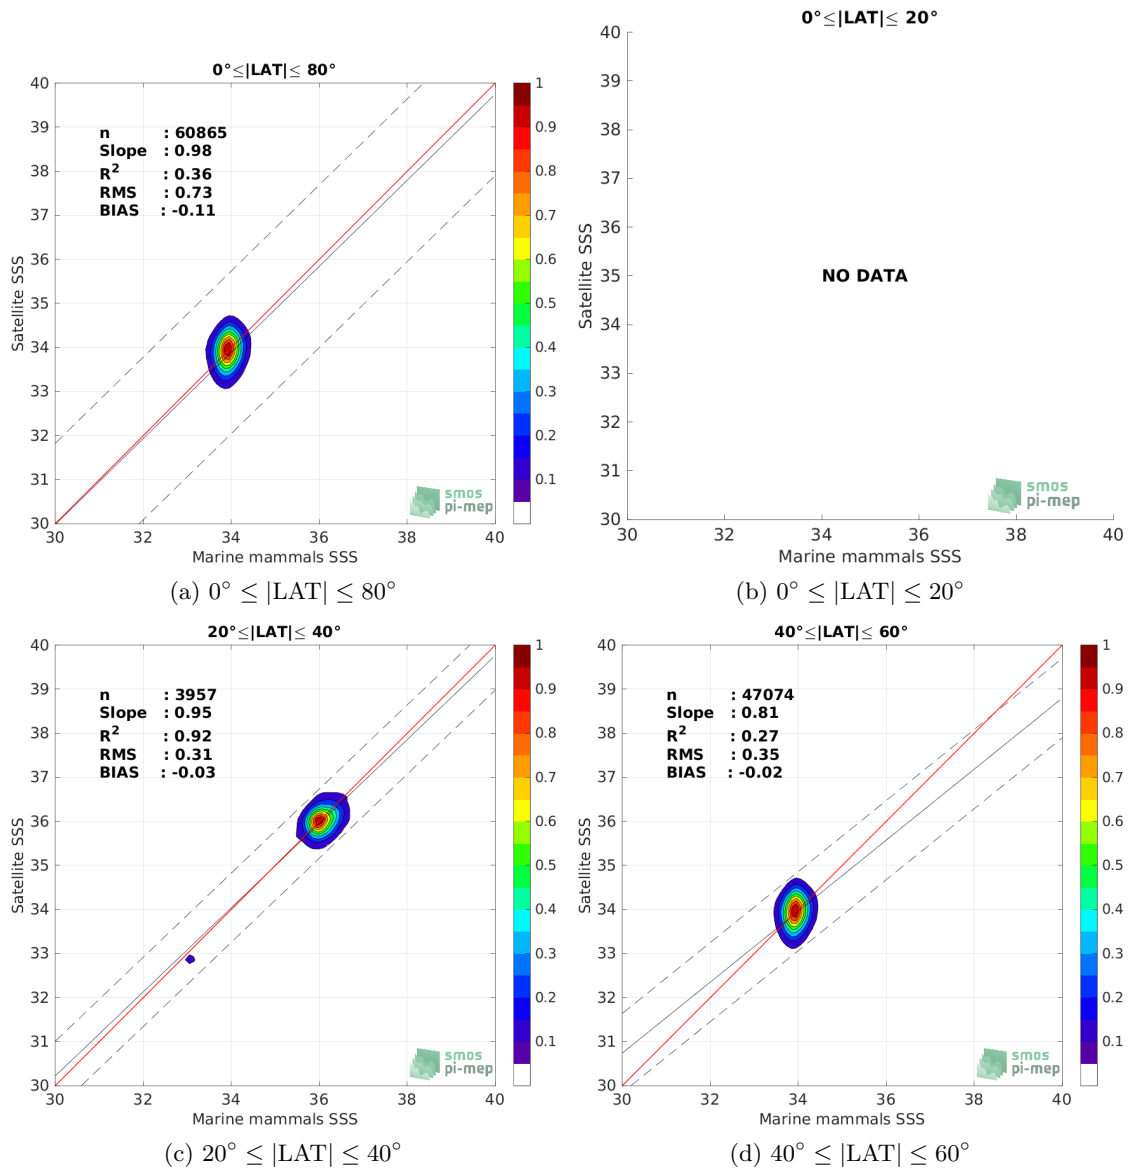 0°≤|LAT|≤ 80°
40
39
38
37
36
35
34
33
32
31
30
Satellite SSS
n : 60865
Slope : 0.98
R² : 0.36
RMS : 0.73
BIAS : -0.11
smos
pi-mep
30 32 34 36 38 40
Marine mammals SSS
1
0.9
0.8
0.7
0.6
0.5
0.4
0.3
0.2
0.1
(a) 0° ≤ |LAT| ≤ 80°
0°≤|LAT|≤ 20°
40
39
38
37
36
35
34
33
32
31
30
Satellite SSS
NO DATA
smos
pi-mep
30 32 34 36 38 40
Marine mammals SSS
(b) 0° ≤ |LAT| ≤ 20°
20°≤|LAT|≤ 40°
40
39
38
37
36
35
34
33
32
31
30
Satellite SSS
n : 3957
Slope : 0.95
R² : 0.92
RMS : 0.31
BIAS : -0.03
smos
pi-mep
30 32 34 36 38 40
Marine mammals SSS
1
0.9
0.8
0.7
0.6
0.5
0.4
0.3
0.2
0.1
(c) 20° ≤ |LAT| ≤ 40°
40°≤|LAT|≤ 60°
40
39
38
37
36
35
34
33
32
31
30
Satellite SSS
n : 47074
Slope : 0.81
R² : 0.27
RMS : 0.35
BIAS : -0.02
smos
pi-mep
30 32 34 36 38 40
Marine mammals SSS
1
0.9
0.8
0.7
0.6
0.5
0.4
0.3
0.2
0.1
(d) 40° ≤ |LAT| ≤ 60°